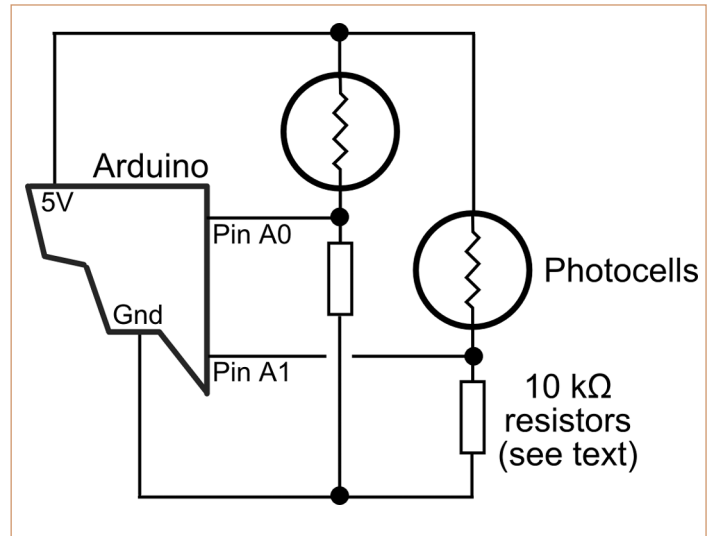 Arduino
5V
Pin A0
Photocells
Gnd
Pin A1
10 kΩ
resistors
(see text)